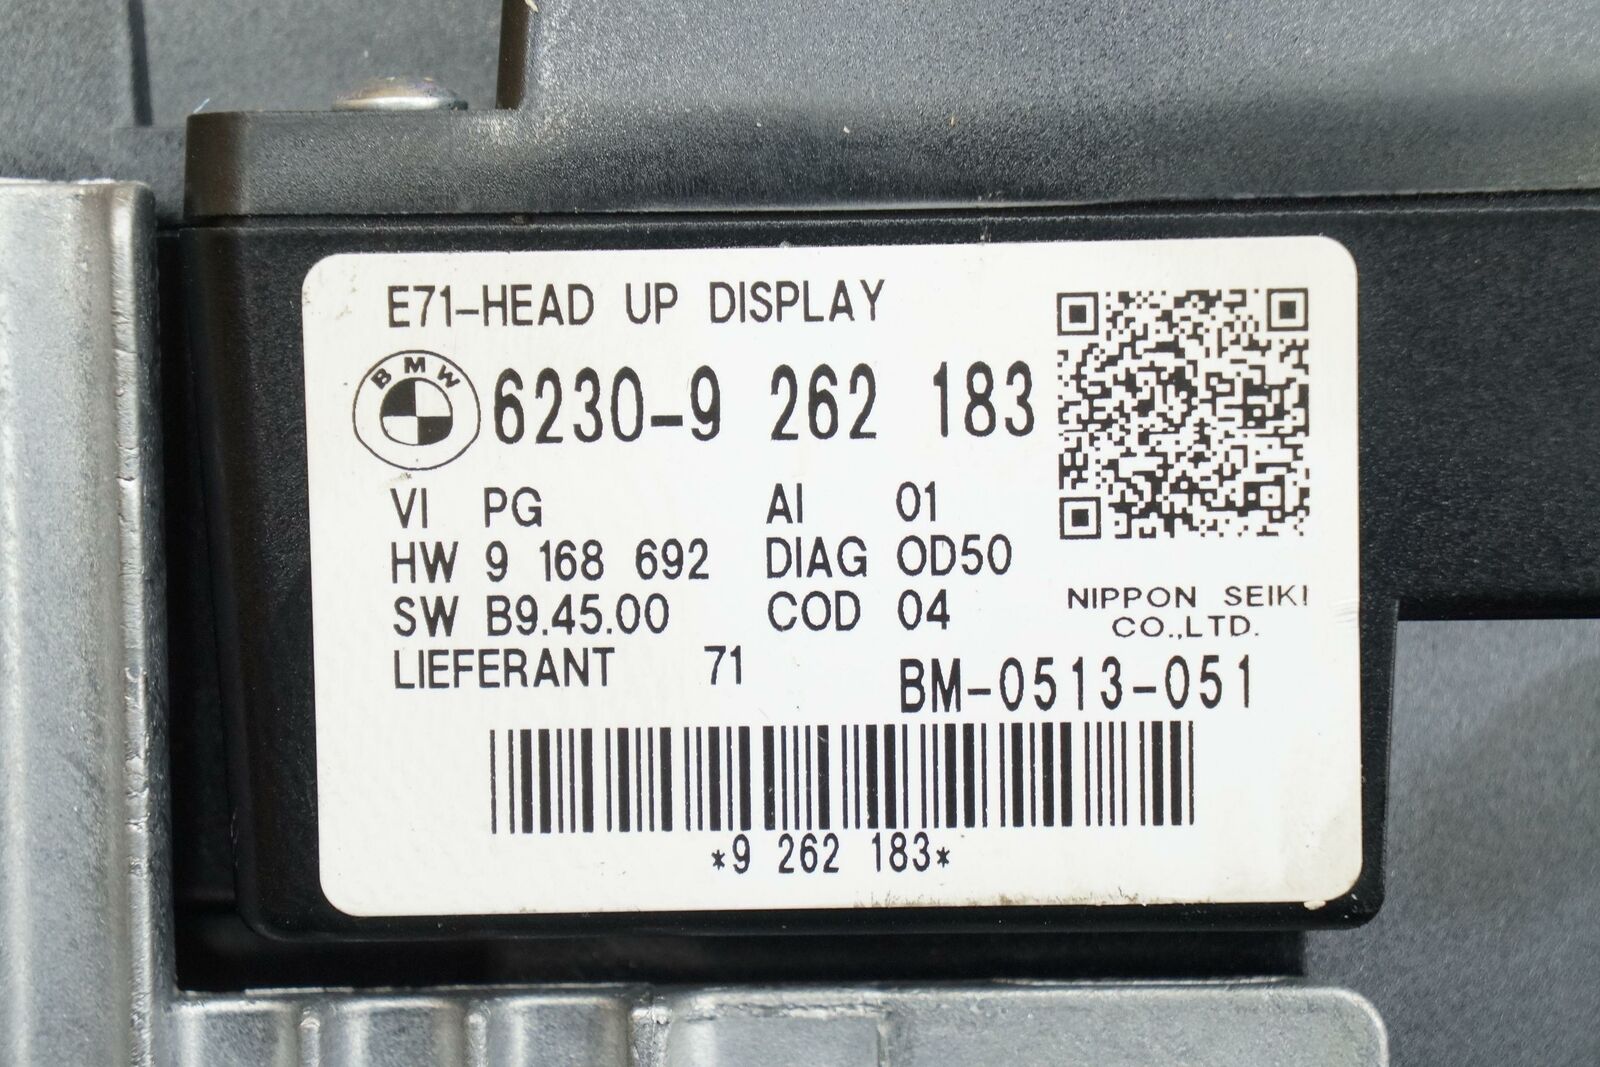 E71-HEAD UP DISPLAY
BMW 6230-9 262 183
VI PG AI 01
HW 9 168 692 DIAG 0D50
SW B9.45.00 COD 04
LIEFERANT 71
NIPPON SEIKI
CO.,LTD.
BM-0513-051
*9 262 183*